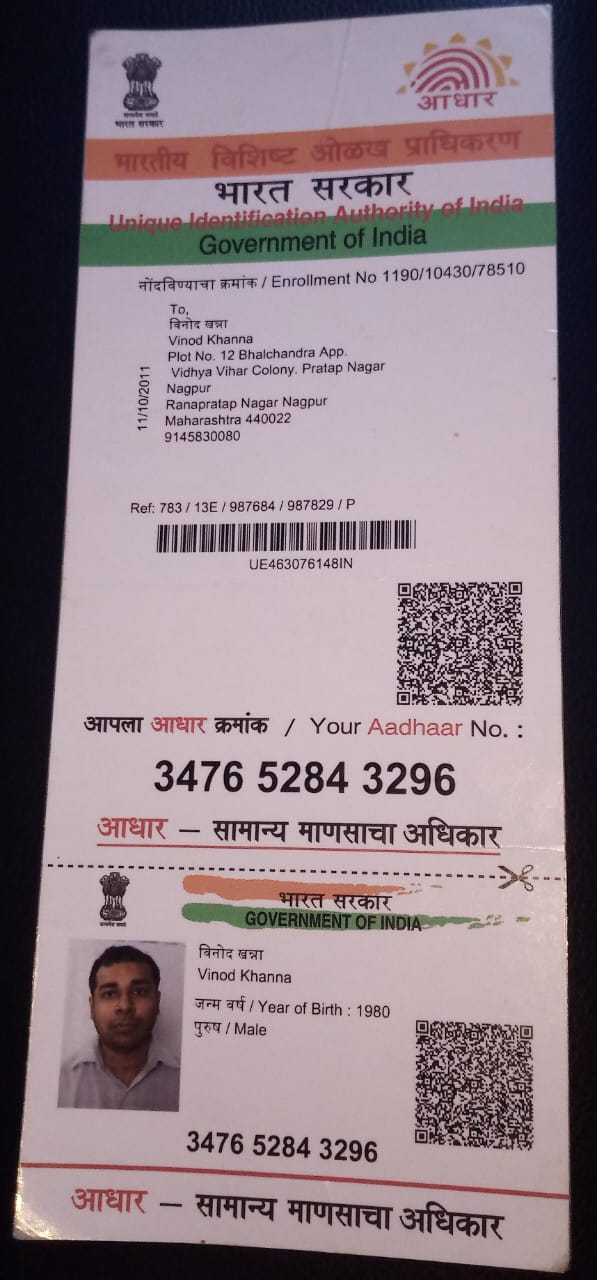 सत्यमेव जयते
भारत सरकार
आधार
भारतीय विशिष्ट ओळख प्राधिकरण
भारत सरकार
Unique Identification Authority of India
Government of India
नोंदविण्याचा क्रमांक / Enrollment No 1190/10430/78510
To,
विनोद खन्ना
Vinod Khanna
Plot No. 12 Bhalchandra App.
Vidhya Vihar Colony. Pratap Nagar
Nagpur
Ranapratap Nagar Nagpur
Maharashtra 440022
9145830080
11/10/2011
Ref: 783 / 13E / 987684 / 987829 / P
UE463076148IN
आपला आधार क्रमांक / Your Aadhaar No. :
3476 5284 3296
आधार – सामान्य माणसाचा अधिकार
सत्यमेव जयते
भारत सरकार
GOVERNMENT OF INDIA
विनोद खन्ना
Vinod Khanna
जन्म वर्ष / Year of Birth : 1980
पुरुष / Male
3476 5284 3296
आधार – सामान्य माणसाचा अधिकार